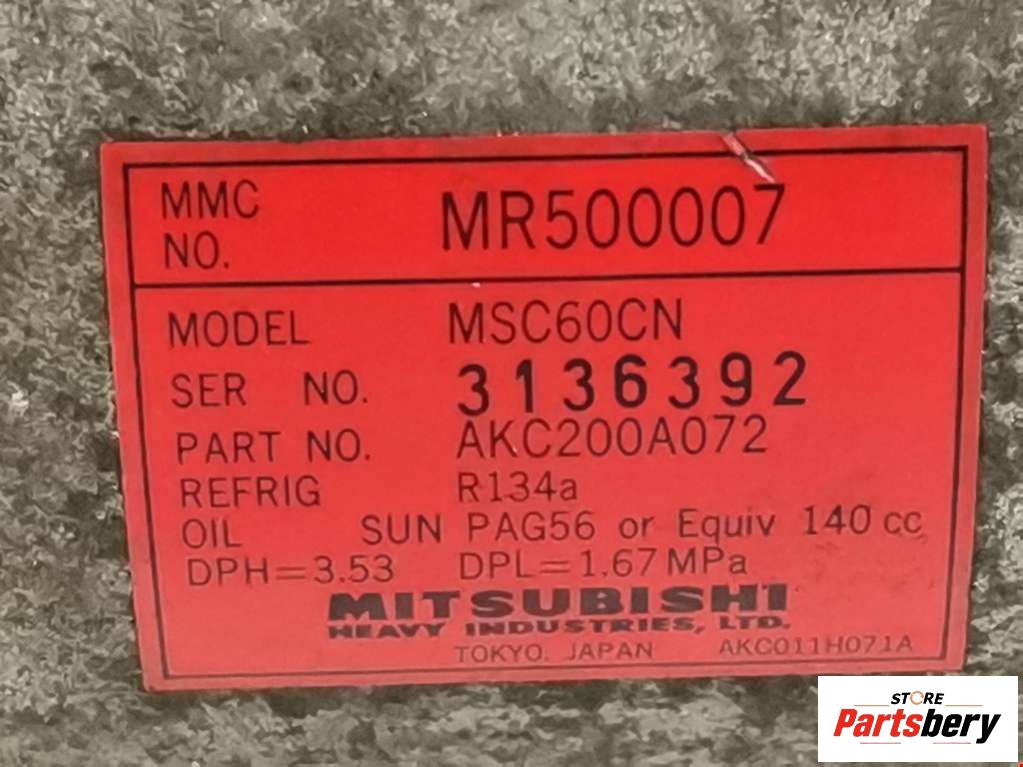 MMC NO. MR500007
MODEL MSC60CN
SER NO. 3136392
PART NO. AKC200A072
REFRIG R134a
OIL SUN PAG56 or Equiv 140 cc
DPH=3.53 DPL=1.67 MPa
MITSUBISHI
HEAVY INDUSTRIES, LTD.
TOKYO. JAPAN AKC011H071A
STORE
Partsbery